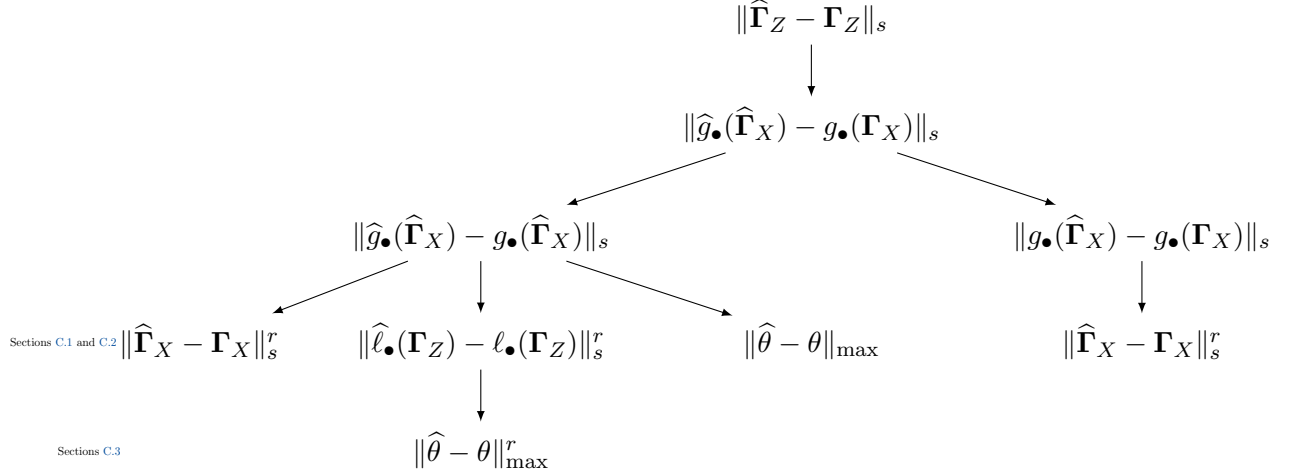 ‖Γ̂_Z − Γ_Z‖_s
‖ĝ_•(Γ̂_X) − g_•(Γ_X)‖_s
‖ĝ_•(Γ̂_X) − g_•(Γ̂_X)‖_s ‖g_•(Γ̂_X) − g_•(Γ_X)‖_s
Sections C.1 and C.2 ‖Γ̂_X − Γ_X‖_s^r ‖ℓ̂_•(Γ_Z) − ℓ_•(Γ_Z)‖_s^r ‖θ̂ − θ‖_max ‖Γ̂_X − Γ_X‖_s^r
Sections C.3 ‖θ̂ − θ‖_max^r